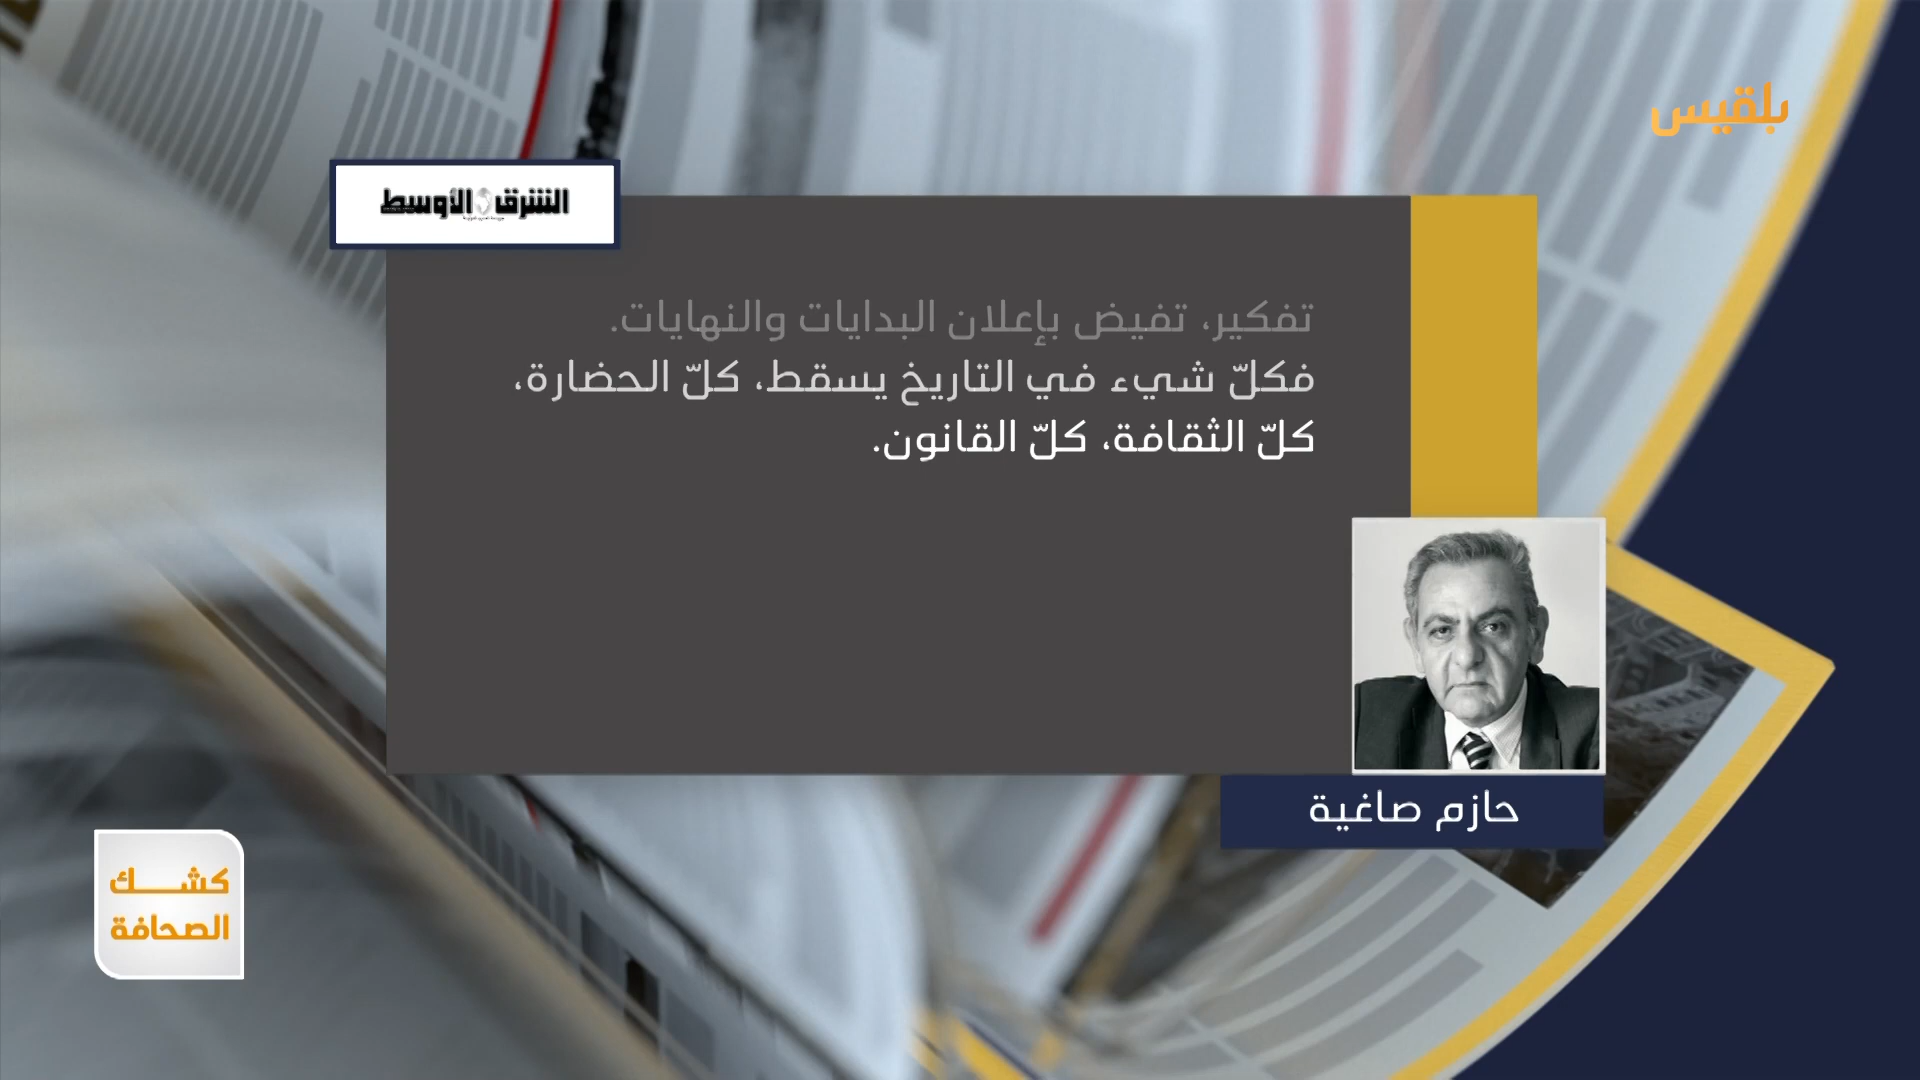 بلقيس
الشرق الأوسط
تفكير، تفيض بإعلان البدايات والنهايات.
فكلّ شيء في التاريخ يسقط، كلّ الحضارة،
كلّ الثقافة، كلّ القانون.
حازم صاغية
كشك
الصحافة